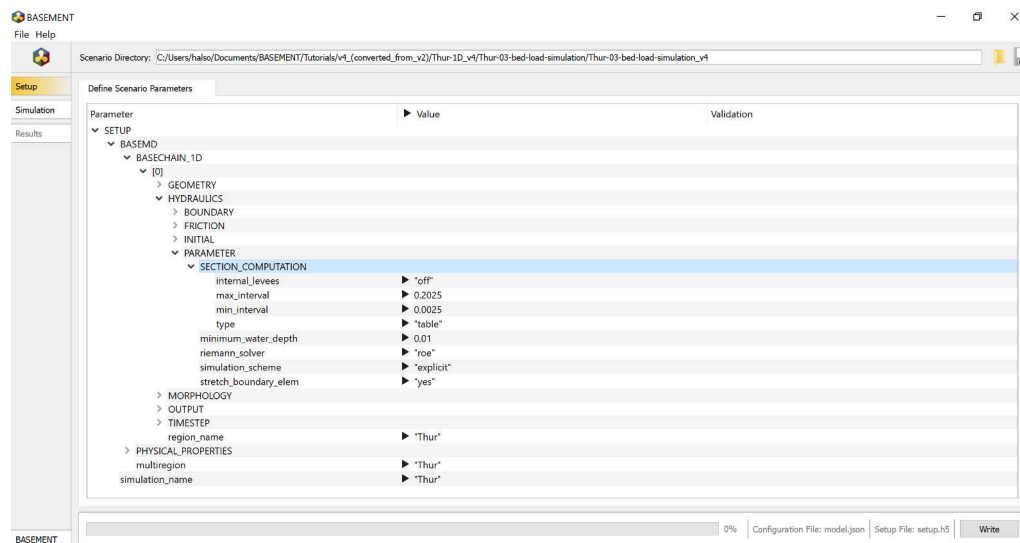 BASEMENT
File Help
Scenario Directory: C:/Users/halso/Documents/BASEMENT/Tutorials/v4_(converted_from_v2)/Thur-1D_v4/Thur-03-bed-load-simulation/Thur-03-bed-load-simulation_v4
Setup
Define Scenario Parameters
Simulation
Results
Parameter Value Validation
SETUP
BASEMD
BASECHAIN_1D
[0]
GEOMETRY
HYDRAULICS
BOUNDARY
FRICTION
INITIAL
PARAMETER
SECTION_COMPUTATION
internal_levees "off"
max_interval 0.2025
min_interval 0.0025
type "table"
minimum_water_depth 0.01
riemann_solver "roe"
simulation_scheme "explicit"
stretch_boundary_elem "yes"
MORPHOLOGY
OUTPUT
TIMESTEP
region_name "Thur"
PHYSICAL_PROPERTIES
multiregion "Thur"
simulation_name "Thur"
0% Configuration File: model.json Setup File: setup.h5 Write
BASEMENT